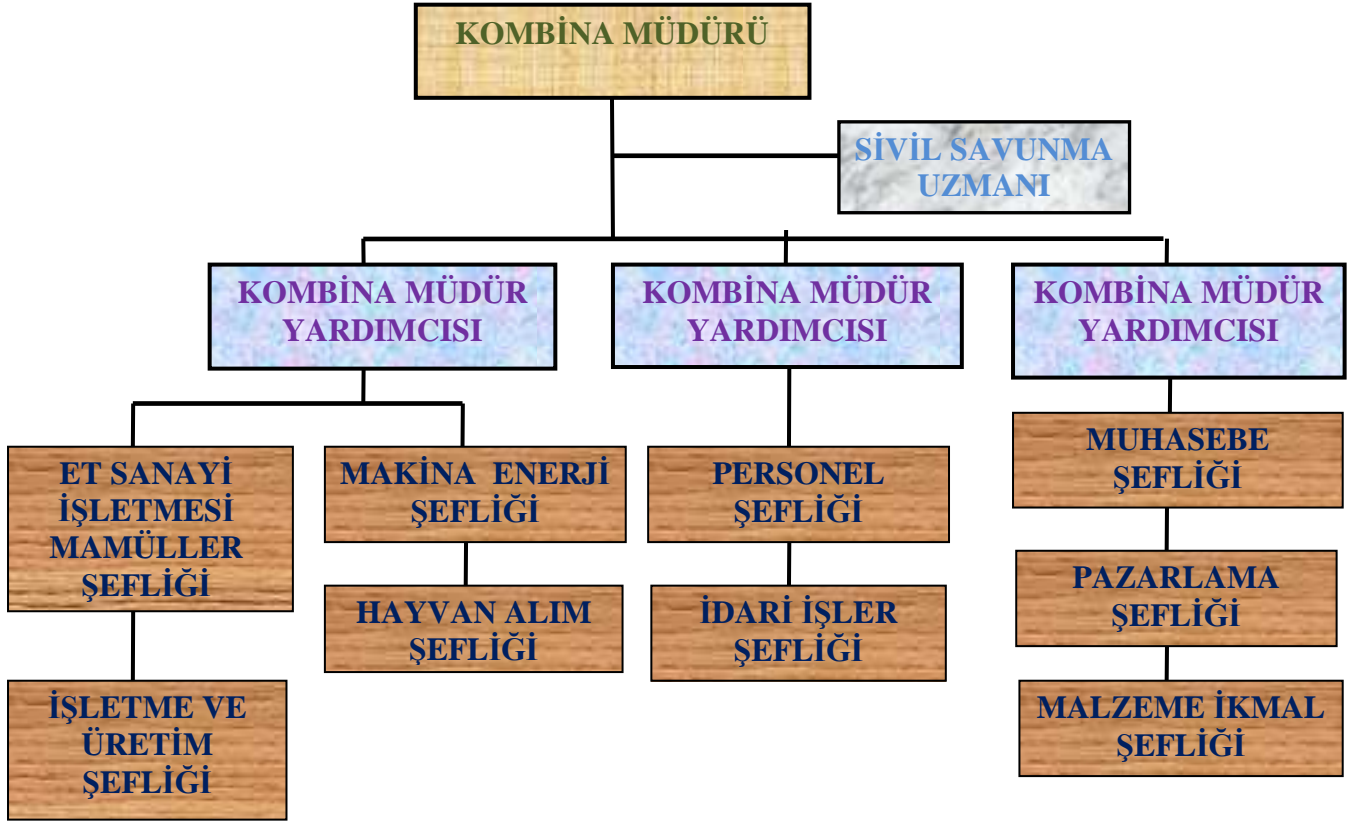 KOMBİNA MÜDÜRÜ
SİVİL SAVUNMA
UZMANI
KOMBİNA MÜDÜR
YARDIMCISI
KOMBİNA MÜDÜR
YARDIMCISI
KOMBİNA MÜDÜR
YARDIMCISI
ET SANAYİ
İŞLETMESİ
MAMÜLLER
ŞEFLİĞİ
MAKİNA ENERJİ
ŞEFLİĞİ
PERSONEL
ŞEFLİĞİ
MUHASEBE
ŞEFLİĞİ
HAYVAN ALIM
ŞEFLİĞİ
İDARİ İŞLER
ŞEFLİĞİ
PAZARLAMA
ŞEFLİĞİ
İŞLETME VE
ÜRETİM
ŞEFLİĞİ
MALZEME İKMAL
ŞEFLİĞİ